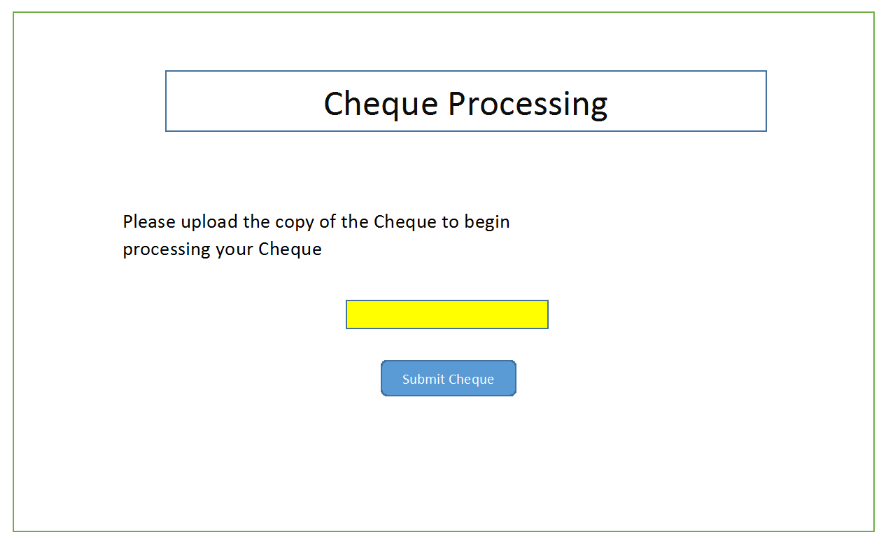 Cheque Processing
Please upload the copy of the Cheque to begin
processing your Cheque
Submit Cheque